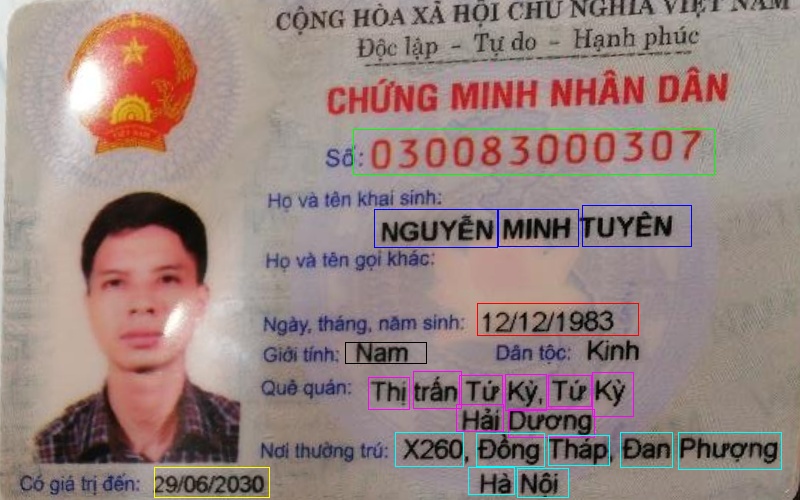 CỘNG HÒA XÃ HỘI CHỦ NGHĨA VIỆT NAM
Độc lập - Tự do - Hạnh phúc
CHỨNG MINH NHÂN DÂN
Số: 030083000307
Họ và tên khai sinh:
NGUYỄN MINH TUYÊN
Họ và tên gọi khác:
Ngày, tháng, năm sinh: 12/12/1983
Giới tính: Nam Dân tộc: Kinh
Quê quán: Thị trấn Tứ Kỳ, Tứ Kỳ
Hải Dương
Nơi thường trú: X260, Đồng Tháp, Đan Phượng
Hà Nội
Có giá trị đến: 29/06/2030